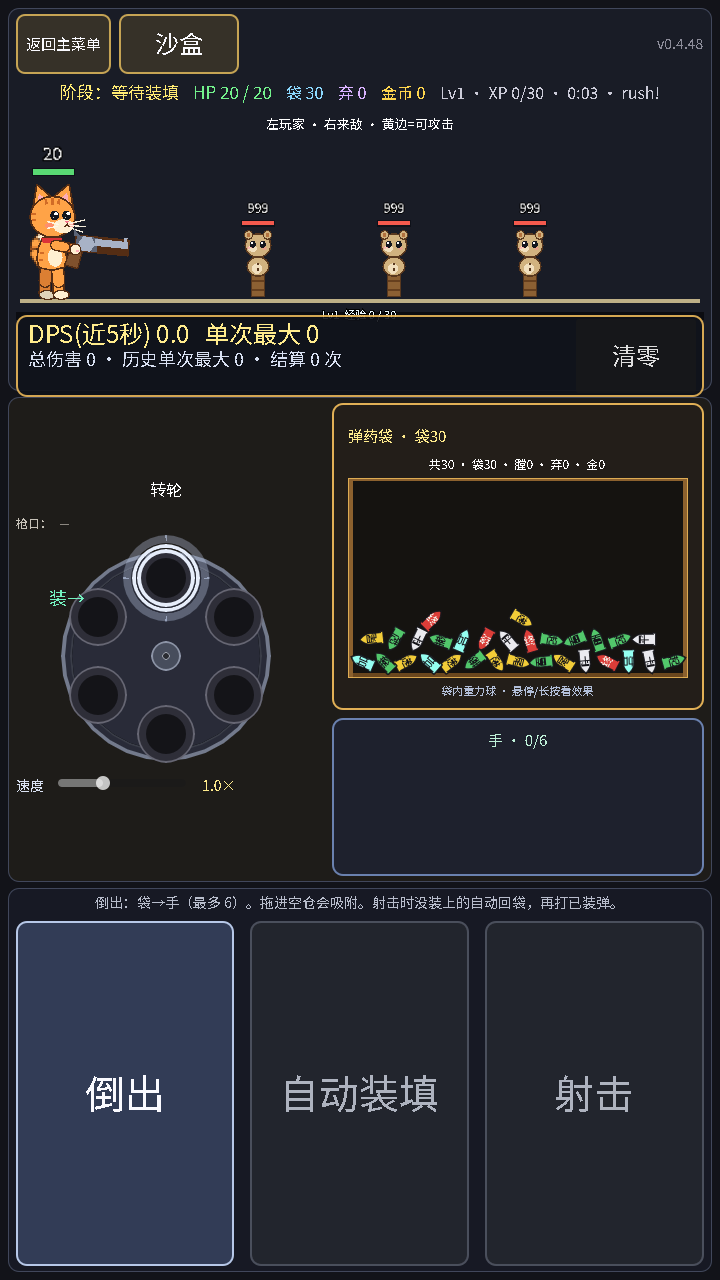 返回主菜单
沙盒
v0.4.48
阶段: 等待装填 HP 20 / 20 袋 30 弃 0 金币 0 Lv1 · XP 0/30 · 0:03 · rush!
左玩家 · 右来敌 · 黄边=可攻击
20
999 999 999
DPS(近5秒) 0.0 单次最大 0
总伤害 0 · 历史单次最大 0 · 结算 0 次
清零
弹药袋 · 袋30
共30 · 袋30 · 膛0 · 弃0 · 金0
转轮
枪口: —
装→
袋内重力球 · 悬停/长按看效果
手 · 0/6
速度 1.0×
倒出: 袋→手（最多 6）。拖进空仓会吸附。射击时没装上的自动回袋，再打已装弹。
倒出
自动装填
射击